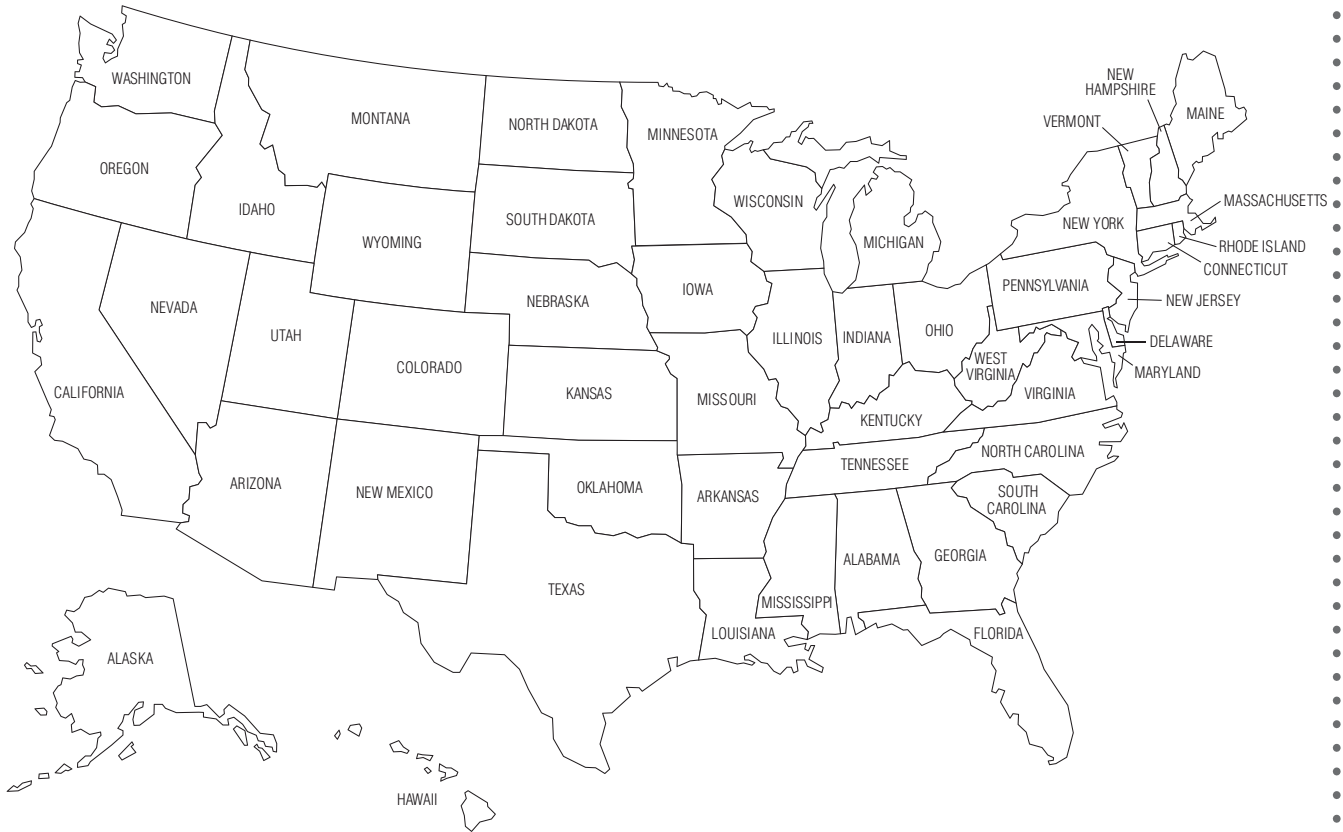 WASHINGTON
MONTANA
NORTH DAKOTA
MINNESOTA
NEW
HAMPSHIRE
VERMONT
MAINE
OREGON
IDAHO
WYOMING
SOUTH DAKOTA
WISCONSIN
MICHIGAN
NEW YORK
MASSACHUSETTS
RHODE ISLAND
CONNECTICUT
NEVADA
UTAH
COLORADO
NEBRASKA
IOWA
ILLINOIS
INDIANA
OHIO
PENNSYLVANIA
NEW JERSEY
DELAWARE
MARYLAND
CALIFORNIA
KANSAS
MISSOURI
KENTUCKY
WEST
VIRGINIA
VIRGINIA
ARIZONA
NEW MEXICO
OKLAHOMA
ARKANSAS
TENNESSEE
NORTH CAROLINA
SOUTH
CAROLINA
TEXAS
LOUISIANA
MISSISSIPPI
ALABAMA
GEORGIA
FLORIDA
ALASKA
HAWAII